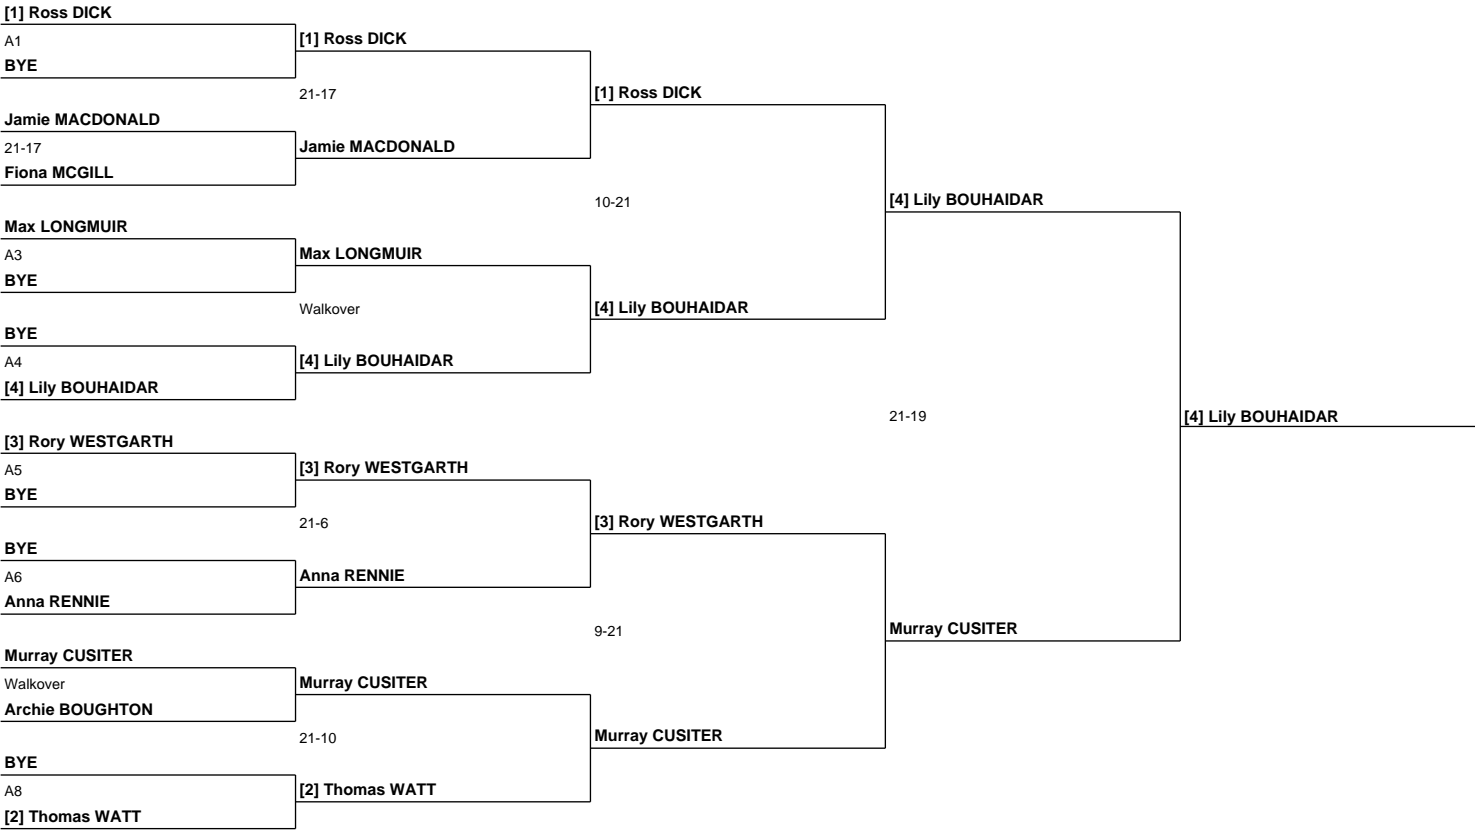 [1] Ross DICK
A1
BYE
Jamie MACDONALD
21-17
Fiona MCGILL
Max LONGMUIR
A3
BYE
BYE
A4
[4] Lily BOUHAIDAR
[3] Rory WESTGARTH
A5
BYE
BYE
A6
Anna RENNIE
Murray CUSITER
Walkover
Archie BOUGHTON
BYE
A8
[2] Thomas WATT
[1] Ross DICK
21-17
Jamie MACDONALD
Max LONGMUIR
Walkover
[4] Lily BOUHAIDAR
[3] Rory WESTGARTH
21-6
Anna RENNIE
Murray CUSITER
21-10
[2] Thomas WATT
[1] Ross DICK
10-21
[4] Lily BOUHAIDAR
[3] Rory WESTGARTH
9-21
Murray CUSITER
[4] Lily BOUHAIDAR
21-19
Murray CUSITER
[4] Lily BOUHAIDAR